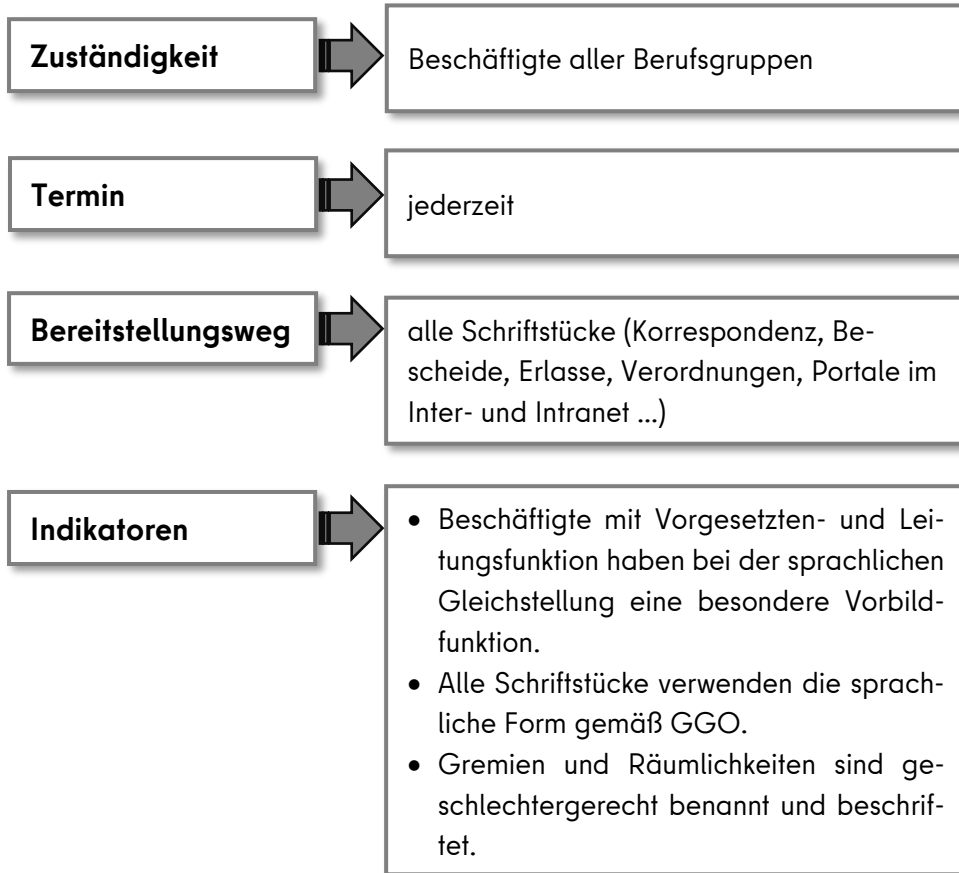 Zuständigkeit
Beschäftigte aller Berufsgruppen
Termin
jederzeit
Bereitstellungsweg
alle Schriftstücke (Korrespondenz, Be-
scheide, Erlasse, Verordnungen, Portale im
Inter- und Intranet ...)
Indikatoren
• Beschäftigte mit Vorgesetzten- und Lei-
tungsfunktion haben bei der sprachlichen
Gleichstellung eine besondere Vorbild-
funktion.
• Alle Schriftstücke verwenden die sprach-
liche Form gemäß GGO.
• Gremien und Räumlichkeiten sind ge-
schlechtergerecht benannt und beschrif-
tet.